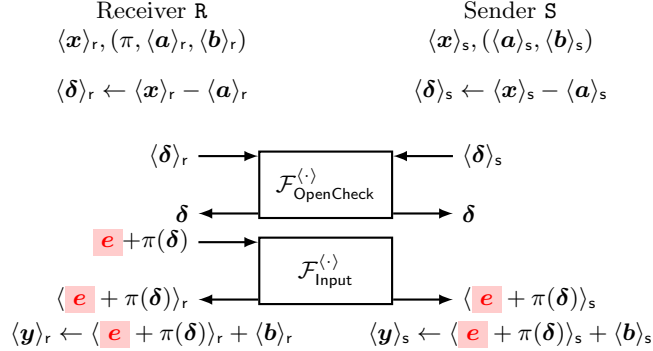 Receiver R Sender S
⟨x⟩ᵣ, (π, ⟨a⟩ᵣ, ⟨b⟩ᵣ) ⟨x⟩ₛ, (⟨a⟩ₛ, ⟨b⟩ₛ)
⟨δ⟩ᵣ ← ⟨x⟩ᵣ − ⟨a⟩ᵣ ⟨δ⟩ₛ ← ⟨x⟩ₛ − ⟨a⟩ₛ
⟨δ⟩ᵣ ⟨δ⟩ₛ
F^⟨·⟩_OpenCheck
δ δ
e +π(δ)
F^⟨·⟩_Input
⟨ e + π(δ)⟩ᵣ ⟨ e + π(δ)⟩ₛ
⟨y⟩ᵣ ← ⟨ e + π(δ)⟩ᵣ + ⟨b⟩ᵣ ⟨y⟩ₛ ← ⟨ e + π(δ)⟩ₛ + ⟨b⟩ₛ